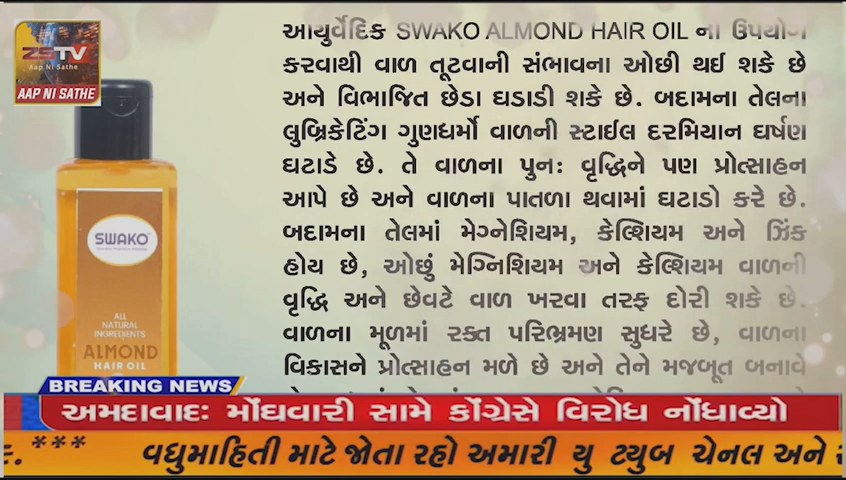 ZSTV
Aap Ni Sathe
AAP NI SATHE
આયુર્વેદિક SWAKO ALMOND HAIR OIL ના ઉપયોગ
કરવાથી વાળ તૂટવાની સંભાવના ઓછી થઈ શકે છે
અને વિભાજિત છેડા ઘડાડી શકે છે. બદામના તેલના
લુબ્રિકેટિંગ ગુણધર્મો વાળની સ્ટાઈલ દરમિયાન ઘર્ષણ
ઘટાડે છે. તે વાળના પુનઃ વૃદ્ધિને પણ પ્રોત્સાહન
આપે છે અને વાળના પાતળા થવામાં ઘટાડો કરે છે.
બદામના તેલમાં મેગ્નેશિયમ, કેલ્શિયમ અને ઝિંક
હોય છે, ઓછું મેગ્નિશિયમ અને કેલ્શિયમ વાળની
વૃદ્ધિ અને છેવટે વાળ ખરવા તરફ દોરી શકે છે.
વાળના મૂળમાં રક્ત પરિભ્રમણ સુધરે છે, વાળના
વિકાસને પ્રોત્સાહન મળે છે અને તેને મજબૂત બનાવે
SWAKO
ALL
NATURAL
INGREDIENTS
ALMOND
HAIR OIL
BREAKING NEWS
અમદાવાદઃ મોંઘવારી સામે કોંગ્રેસે વિરોધ નોંધાવ્યો
*** વધુમાહિતી માટે જોતા રહો અમારી યુ ટ્યુબ ચેનલ અને